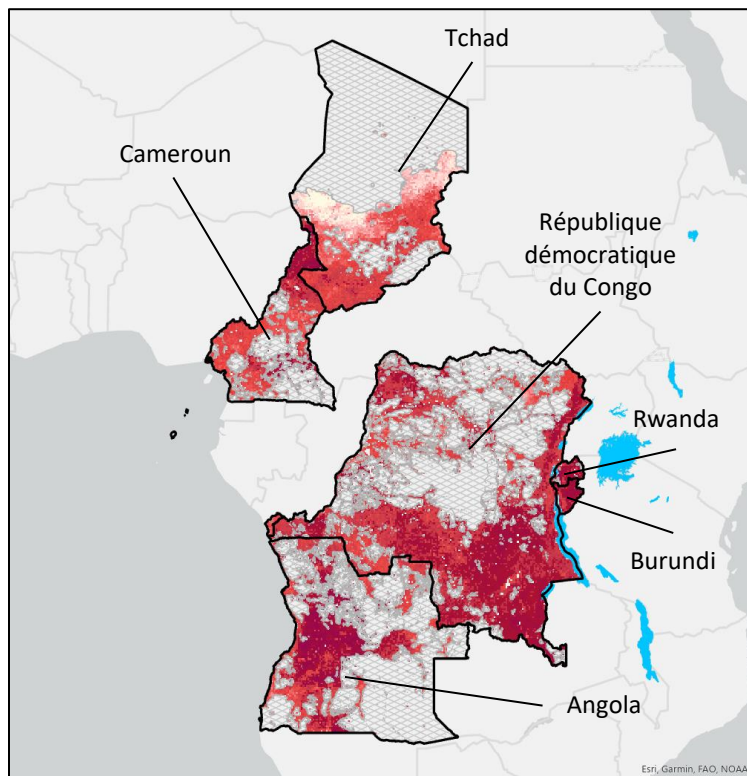 Tchad
Cameroun
République
démocratique
du Congo
Rwanda
Burundi
Angola
Esri, Garmin, FAO, NOAA